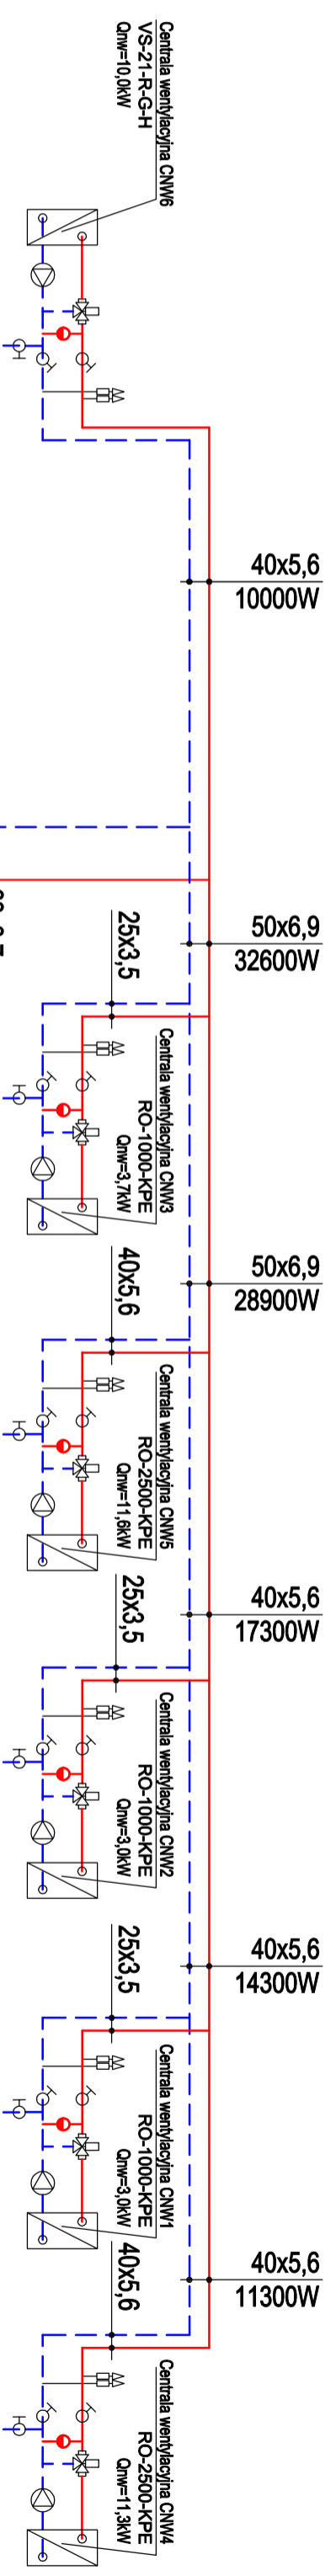 Centrala wentylacyjna CNW6
VS-21-R-G-H
Qnw=10,0kW
40x5,6
10000W
50x6,9
32600W
25x3,5
Centrala wentylacyjna CNW3
RO-1000-KPE
Qnw=3,7kW
50x6,9
28900W
40x5,6
Centrala wentylacyjna CNW5
RO-2500-KPE
Qnw=11,6kW
40x5,6
17300W
25x3,5
Centrala wentylacyjna CNW2
RO-1000-KPE
Qnw=3,0kW
40x5,6
14300W
25x3,5
Centrala wentylacyjna CNW1
RO-1000-KPE
Qnw=3,0kW
40x5,6
11300W
40x5,6
Centrala wentylacyjna CNW4
RO-2500-KPE
Qnw=11,3kW